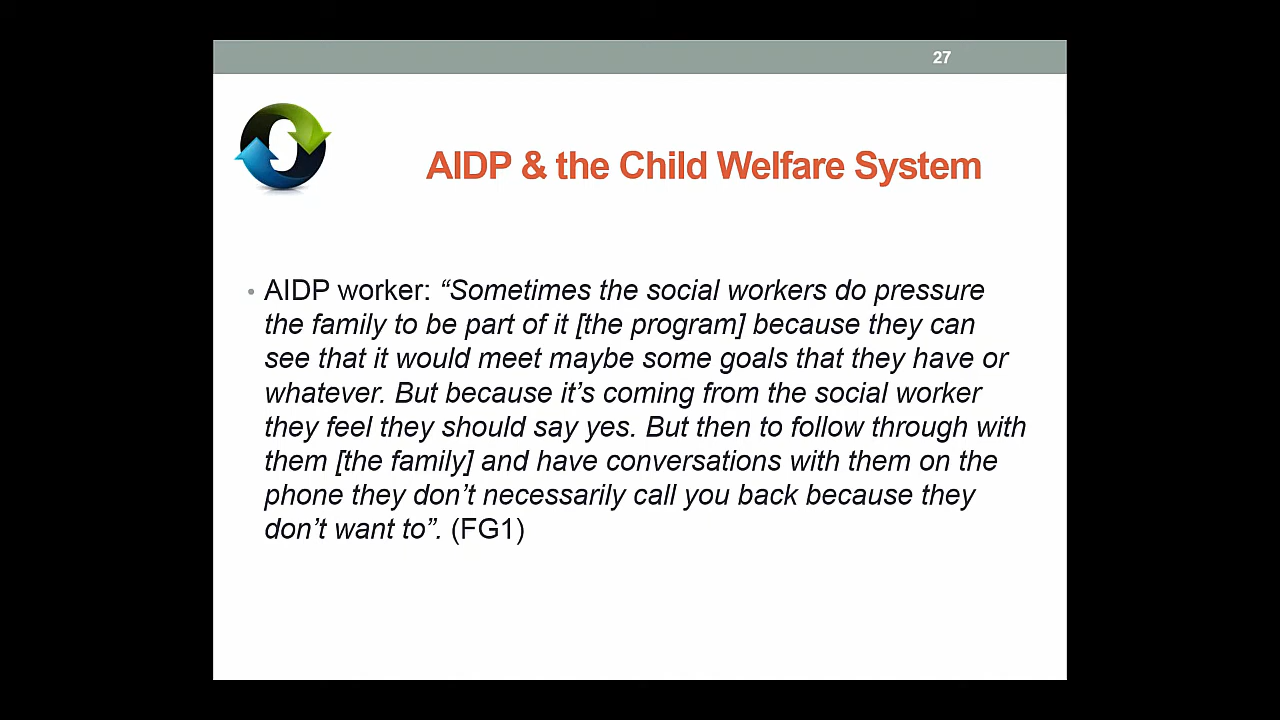 27
AIDP & the Child Welfare System
• AIDP worker: “Sometimes the social workers do pressure
the family to be part of it [the program] because they can
see that it would meet maybe some goals that they have or
whatever. But because it’s coming from the social worker
they feel they should say yes. But then to follow through with
them [the family] and have conversations with them on the
phone they don’t necessarily call you back because they
don’t want to”. (FG1)